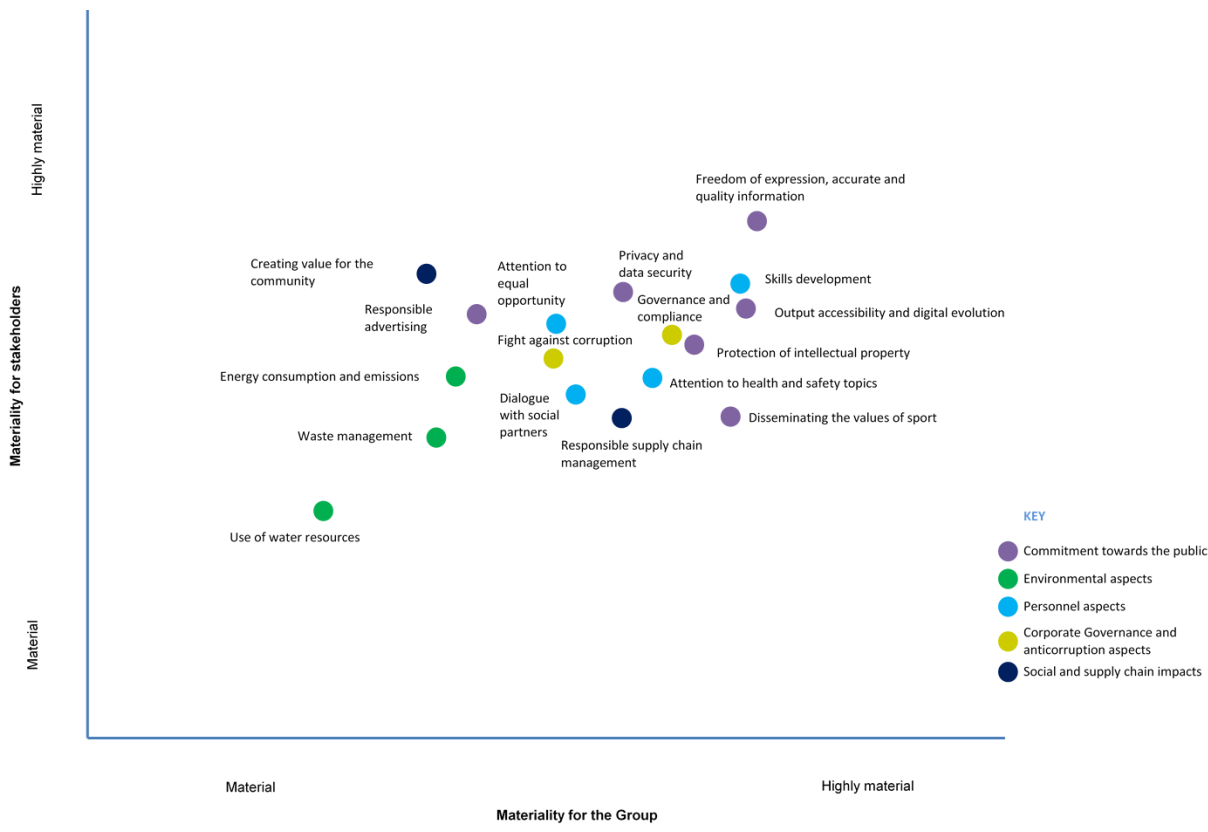 Highly material
Materiality for stakeholders
Material
Freedom of expression, accurate and
quality information
Creating value for the
community
Attention to
equal
opportunity
Privacy and
data security
Skills development
Responsible
advertising
Governance and
compliance
Output accessibility and digital evolution
Fight against corruption
Protection of intellectual property
Energy consumption and emissions
Attention to health and safety topics
Dialogue
with social
partners
Disseminating the values of sport
Waste management
Responsible supply chain
management
Use of water resources
KEY
Commitment towards the public
Environmental aspects
Personnel aspects
Corporate Governance and
anticorruption aspects
Social and supply chain impacts
Material
Highly material
Materiality for the Group